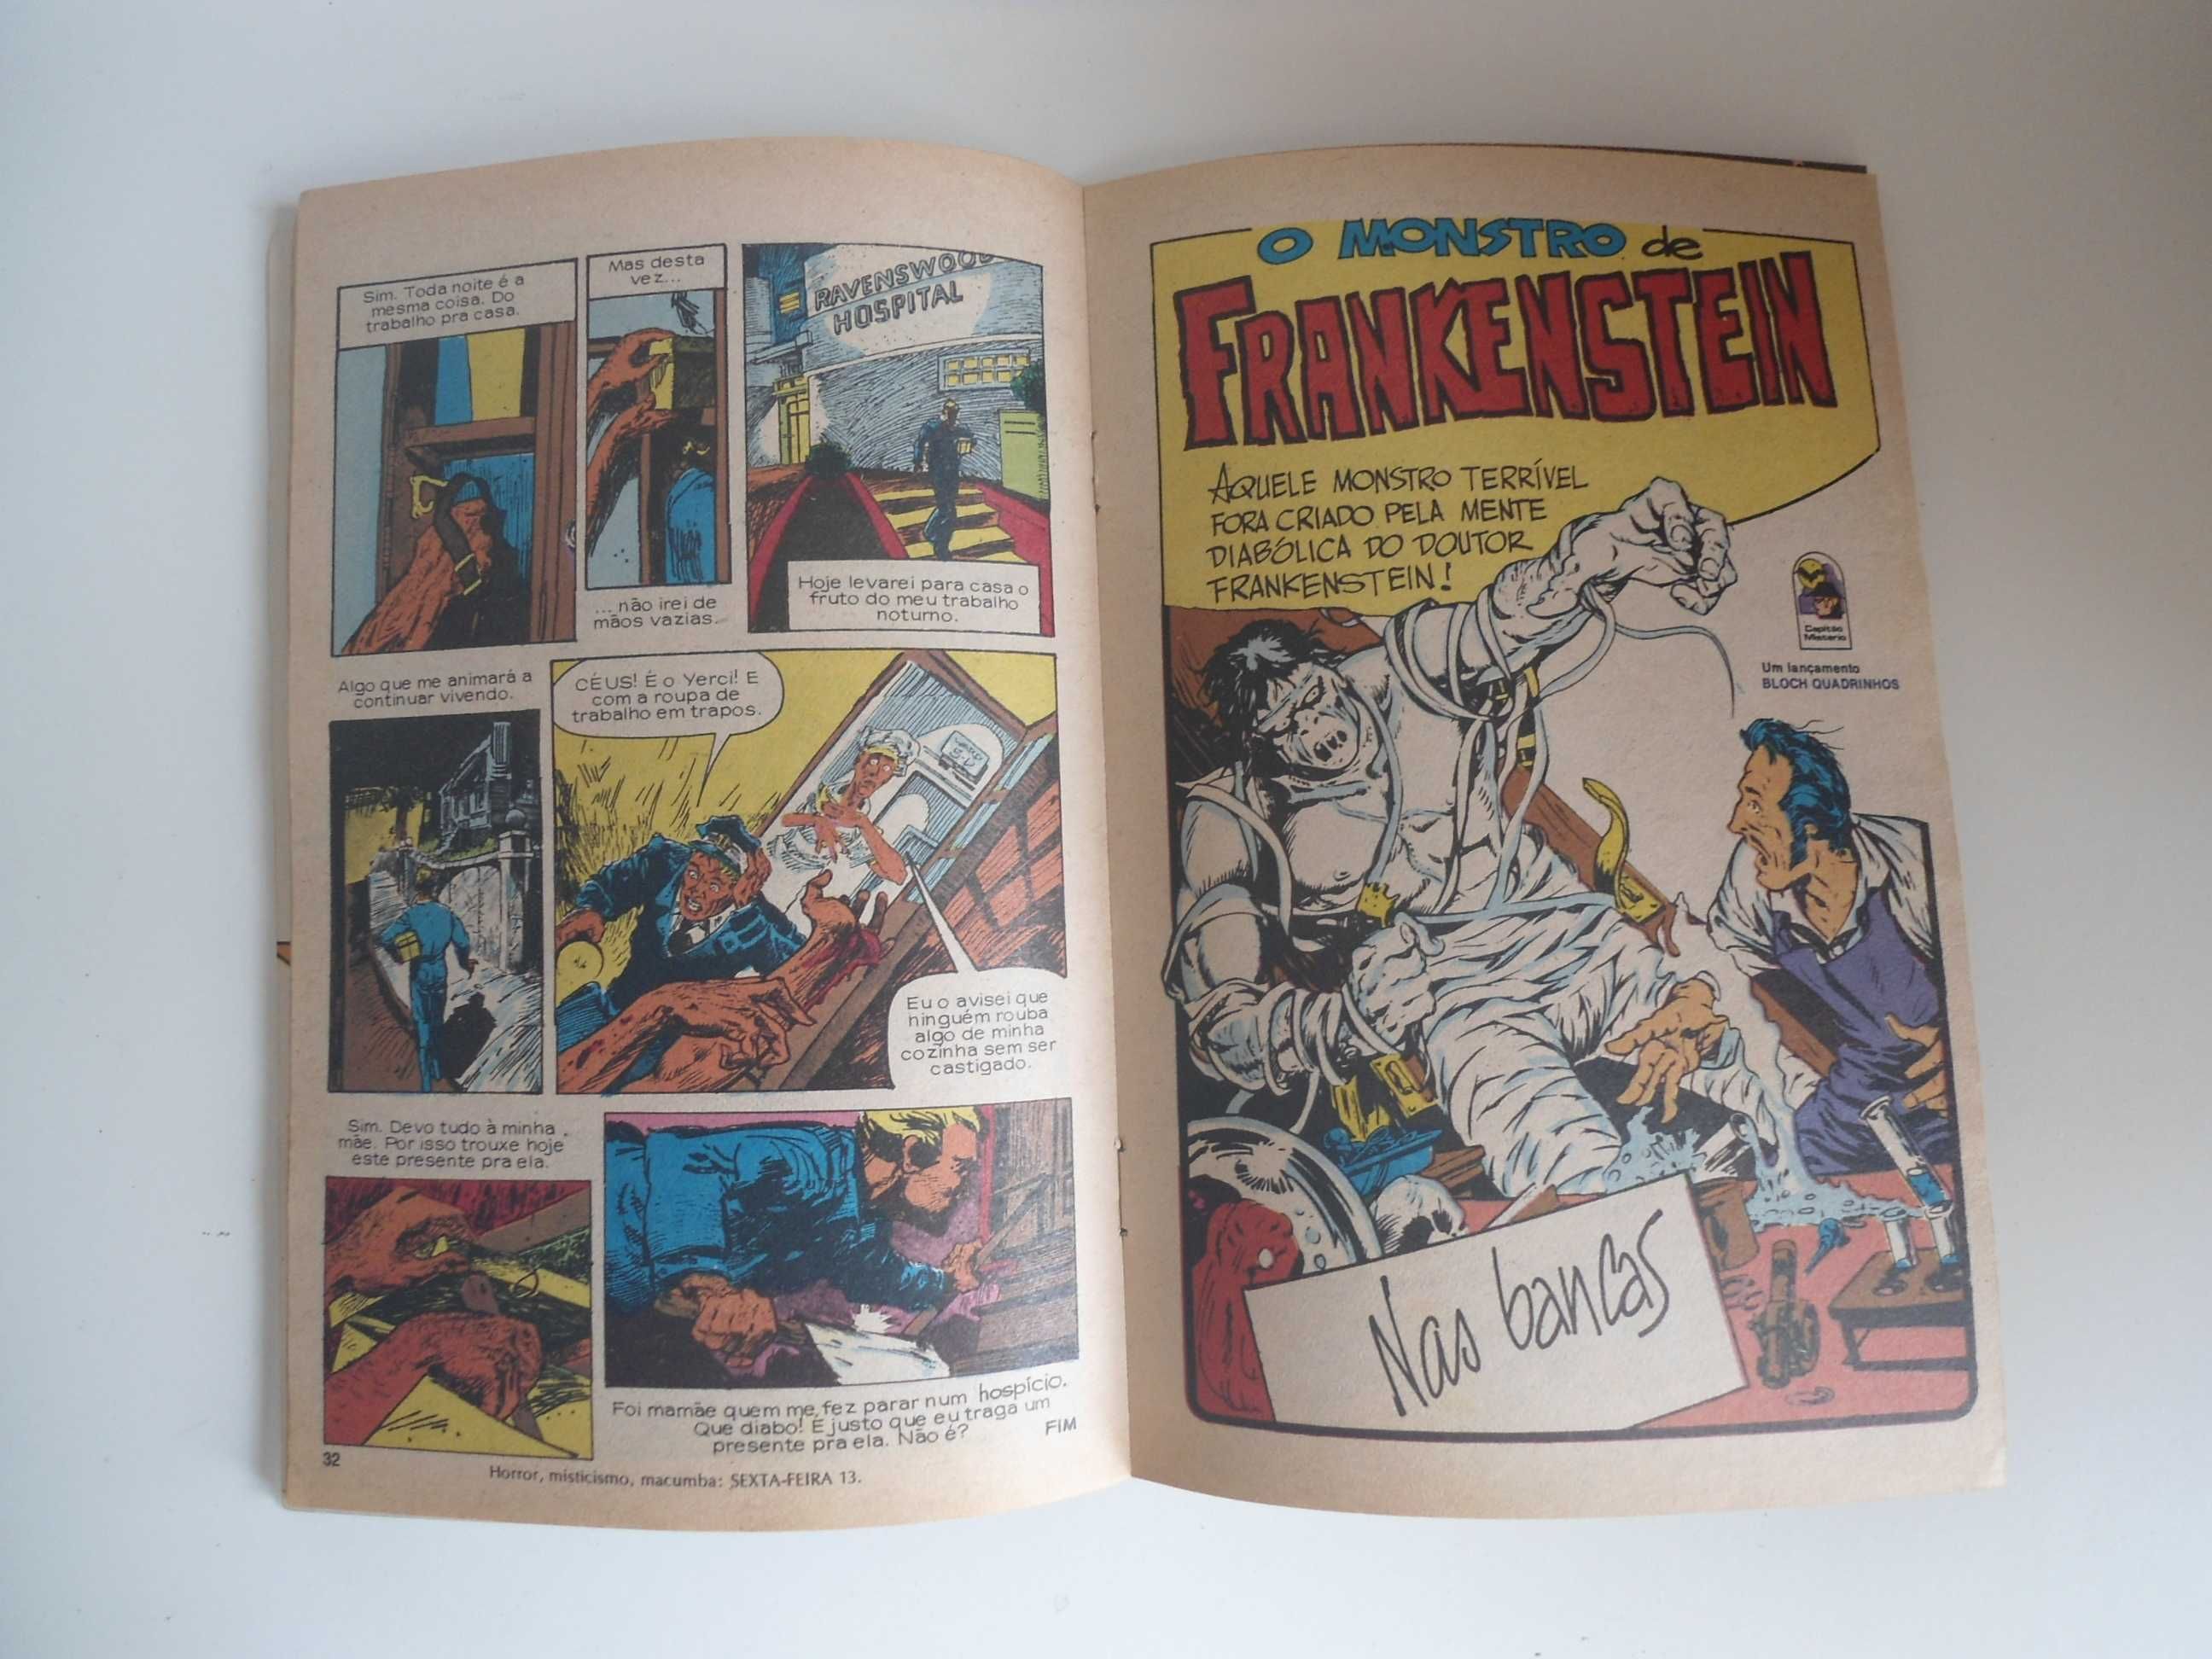 Sim. Toda noite é a
mesma coisa. Do
trabalho pra casa.
Mas desta
vez...
... não irei de
mãos vazias.
RAVENSWOOD
HOSPITAL
Hoje levarei para casa o
fruto do meu trabalho
noturno.
Algo que me animará a
continuar vivendo.
CÉUS! É o Yerci! E
com a roupa de
trabalho em trapos.
Eu o avisei que
hinguém rouba
algo de minha
cozinha sem ser
castigado.
Sim. Devo tudo à minha
mãe. Por isso trouxe hoje
este presente pra ela.
Foi mamãe quem me fez parar num hospício.
Que diabo! É justo que eu traga um
presente pra ela. Não é?
FIM
32
Horror, misticismo, macumba: SEXTA-FEIRA 13.
O MONSTRO de
FRANKENSTEIN
AQUELE MONSTRO TERRÍVEL
FORA CRIADO PELA MENTE
DIABÓLICA DO DOUTOR
FRANKENSTEIN!
Capitão
Mistério
Um lançamento
BLOCH QUADRINHOS
Nas bancas